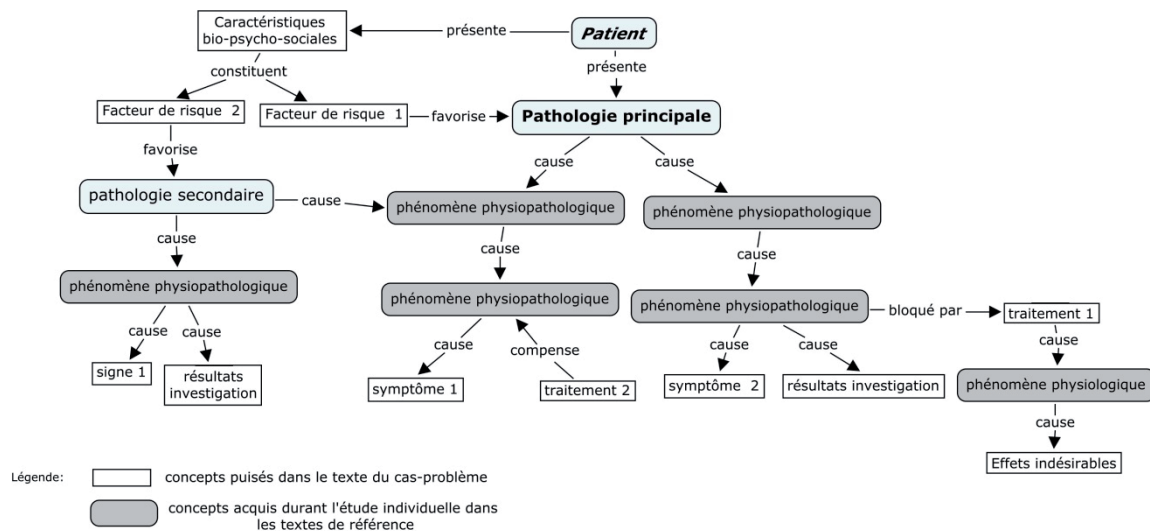 Caractéristiques
bio-psycho-sociales
présente
Patient
constituent
présente
Facteur de risque 2
Facteur de risque 1
favorise
Pathologie principale
favorise
cause
cause
pathologie secondaire
cause
phénomène physiopathologique
phénomène physiopathologique
cause
cause
cause
phénomène physiopathologique
phénomène physiopathologique
phénomène physiopathologique
bloqué par
traitement 1
cause
cause
cause
compense
cause
cause
cause
signe 1
résultats
investigation
symptôme 1
traitement 2
symptôme 2
résultats investigation
phénomène physiologique
cause
Effets indésirables
Légende:
concepts puisés dans le texte du cas-problème
concepts acquis durant l'étude individuelle dans
les textes de référence